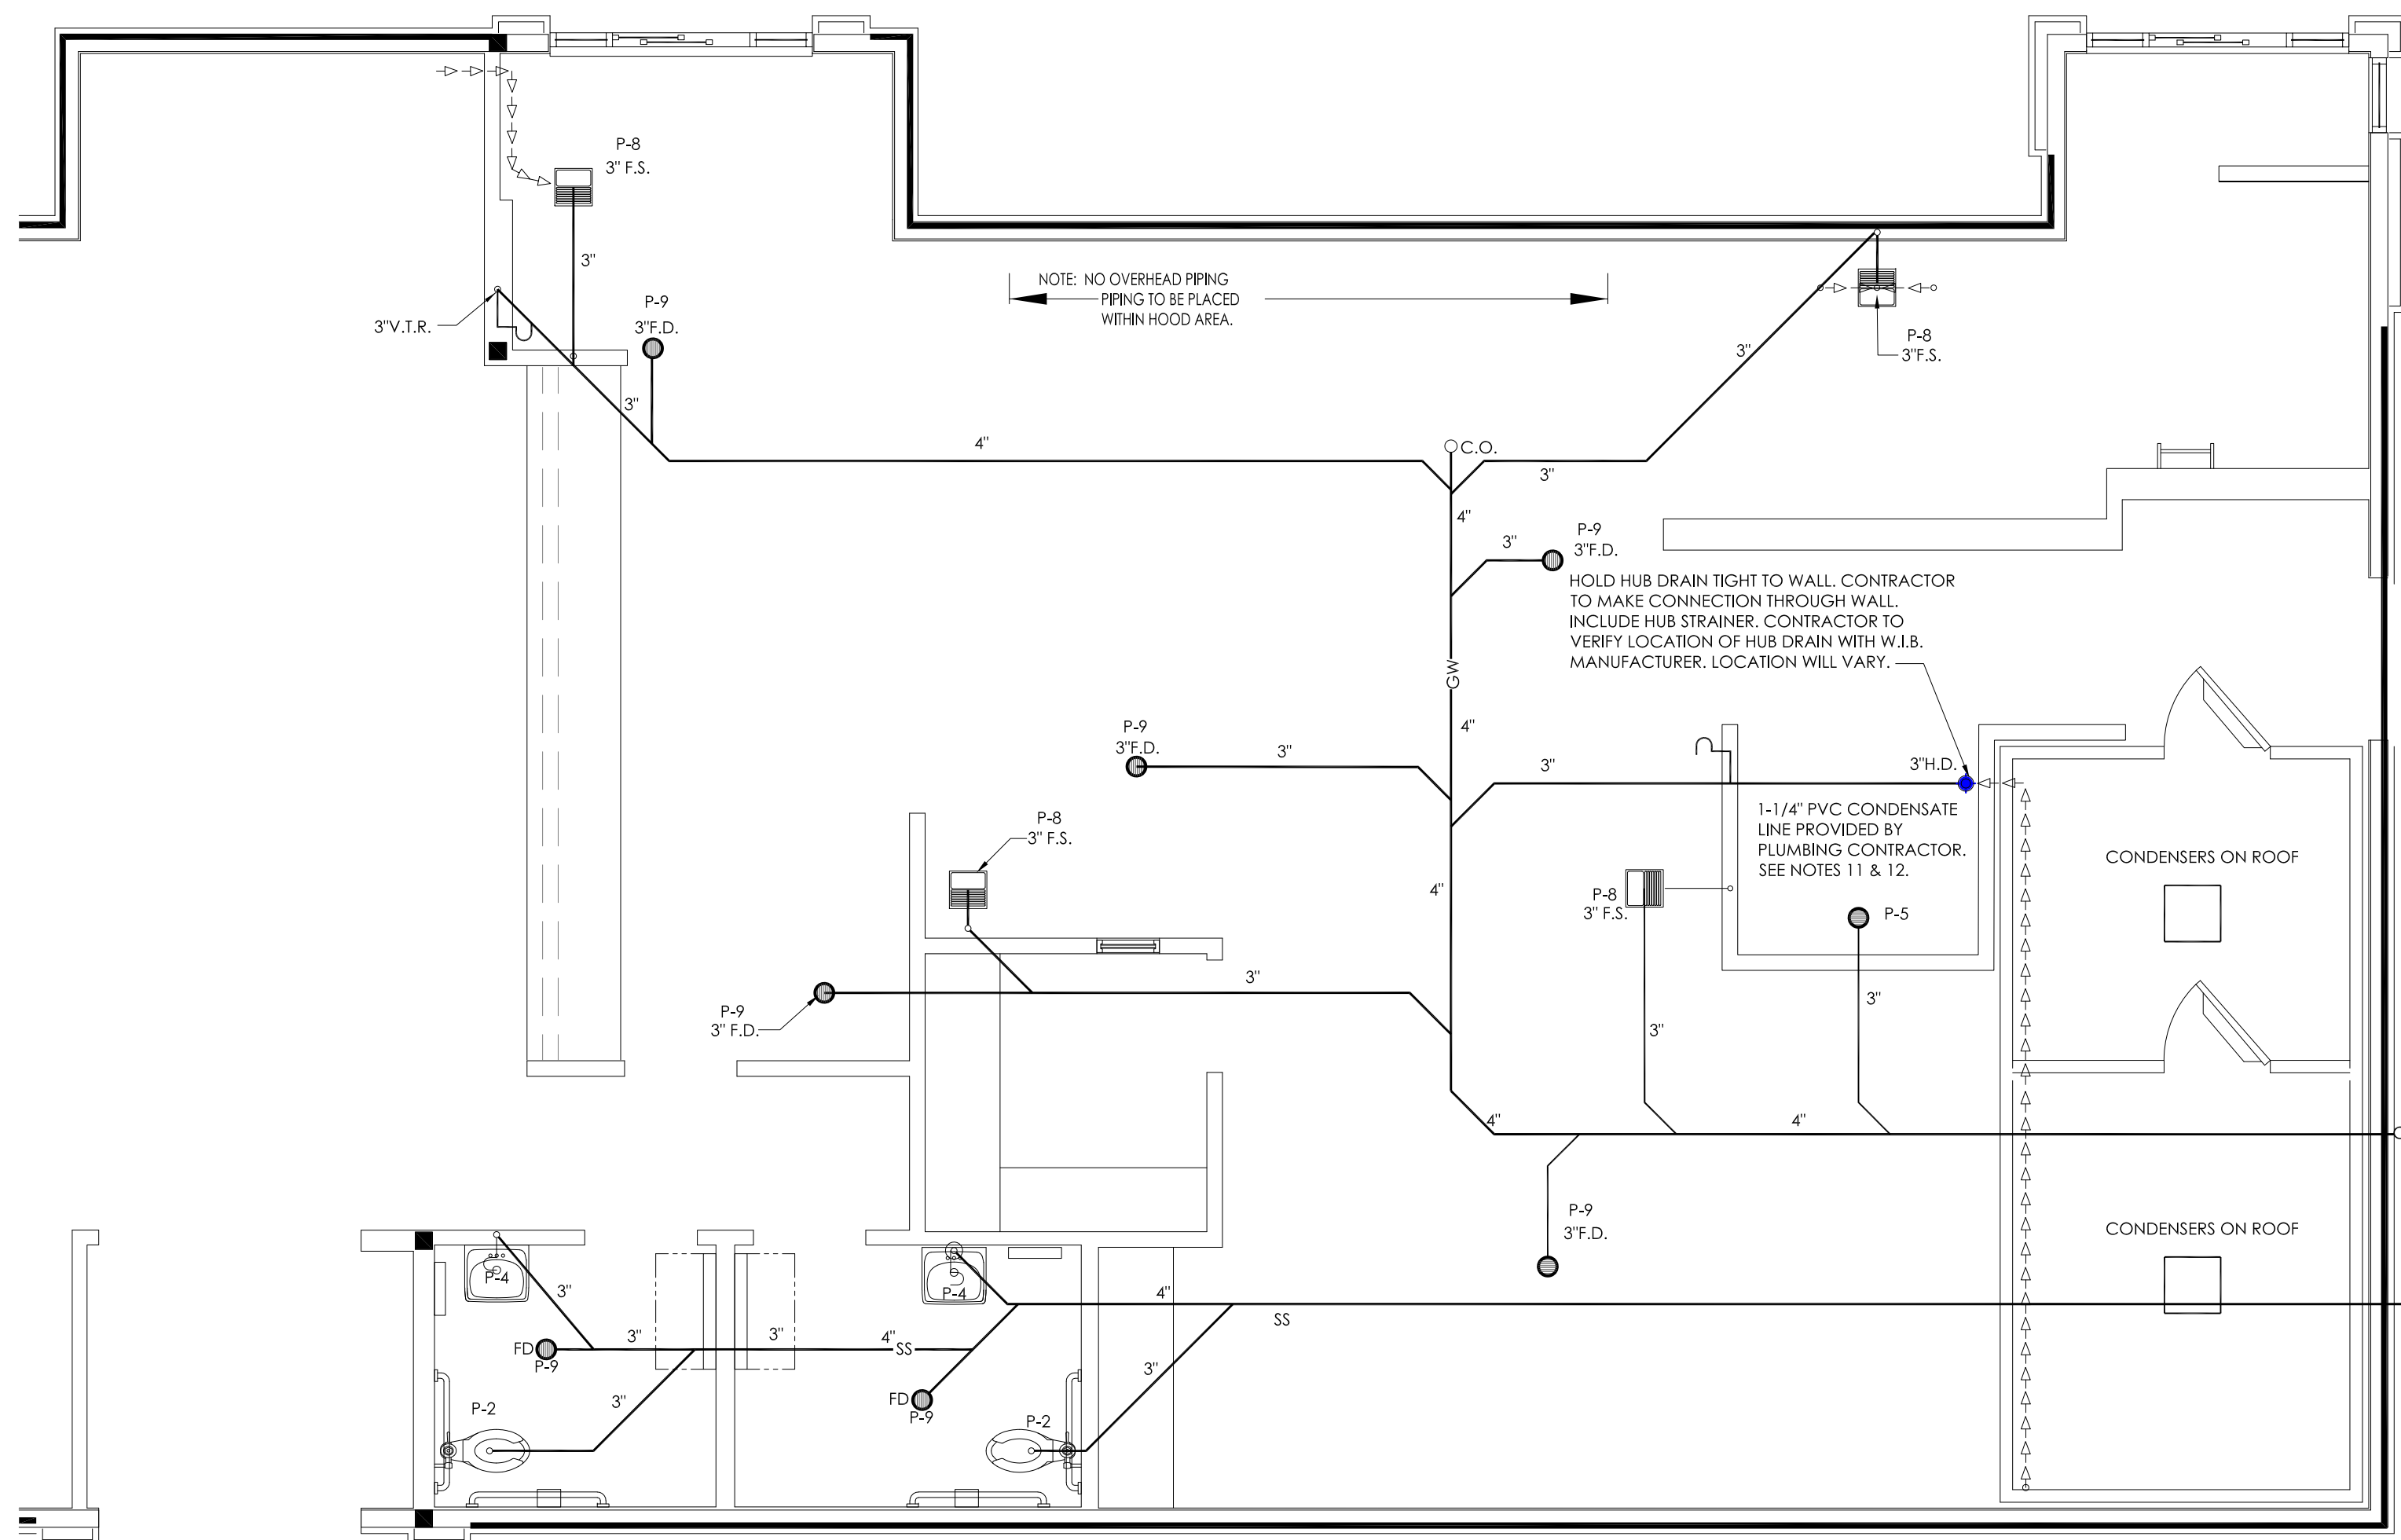 P-8
3" F.S.
3"
P-9
3"F.D.
3"V.T.R.
3"
NOTE: NO OVERHEAD PIPING
PIPING TO BE PLACED
WITHIN HOOD AREA.
3"
P-8
3"F.S.
4"
C.O.
3"
4"
3"
P-9
3"F.D.
HOLD HUB DRAIN TIGHT TO WALL. CONTRACTOR
TO MAKE CONNECTION THROUGH WALL.
INCLUDE HUB STRAINER. CONTRACTOR TO
VERIFY LOCATION OF HUB DRAIN WITH W.I.B.
MANUFACTURER. LOCATION WILL VARY.
GW
4"
P-9
3"F.D.
3"
3"
3"H.D.
1-1/4" PVC CONDENSATE
LINE PROVIDED BY
PLUMBING CONTRACTOR.
SEE NOTES 11 & 12.
P-8
3" F.S.
CONDENSERS ON ROOF
4"
P-8
3" F.S.
P-5
3"
3"
P-9
3" F.D.
3"
4"
4"
P-9
3"F.D.
CONDENSERS ON ROOF
P-4
3"
P-4
4"
SS
3"
3"
4"
SS
FD
P-9
3"
3"
FD
P-9
P-2
P-2